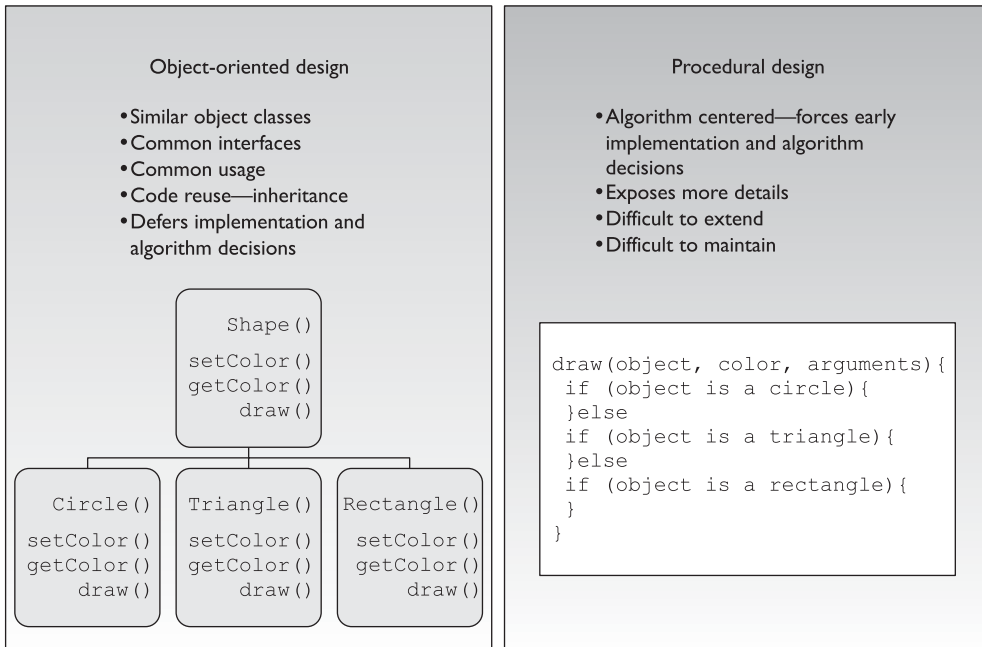 Object-oriented design
•Similar object classes
•Common interfaces
•Common usage
•Code reuse—inheritance
•Defers implementation and
algorithm decisions
Shape()
setColor()
getColor()
draw()
Circle()
setColor()
getColor()
draw()
Triangle()
setColor()
getColor()
draw()
Rectangle()
setColor()
getColor()
draw()
Procedural design
•Algorithm centered—forces early
implementation and algorithm
decisions
•Exposes more details
•Difficult to extend
•Difficult to maintain
draw(object, color, arguments){
if (object is a circle){
}else
if (object is a triangle){
}else
if (object is a rectangle){
}
}